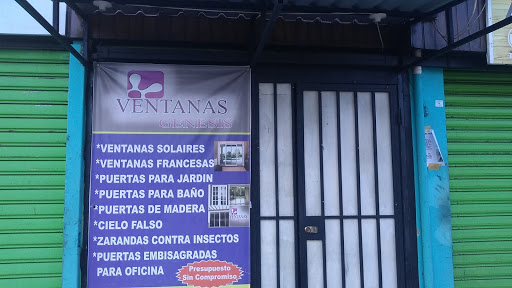 VENTANAS
GENESIS
*VENTANAS SOLAIRES
*VENTANAS FRANCESAS
*PUERTAS PARA JARDIN
*PUERTAS PARA BAÑO
*PUERTAS DE MADERA
*CIELO FALSO
*ZARANDAS CONTRA INSECTOS
*PUERTAS EMBISAGRADAS
PARA OFICINA
Presupuesto
Sin Compromiso